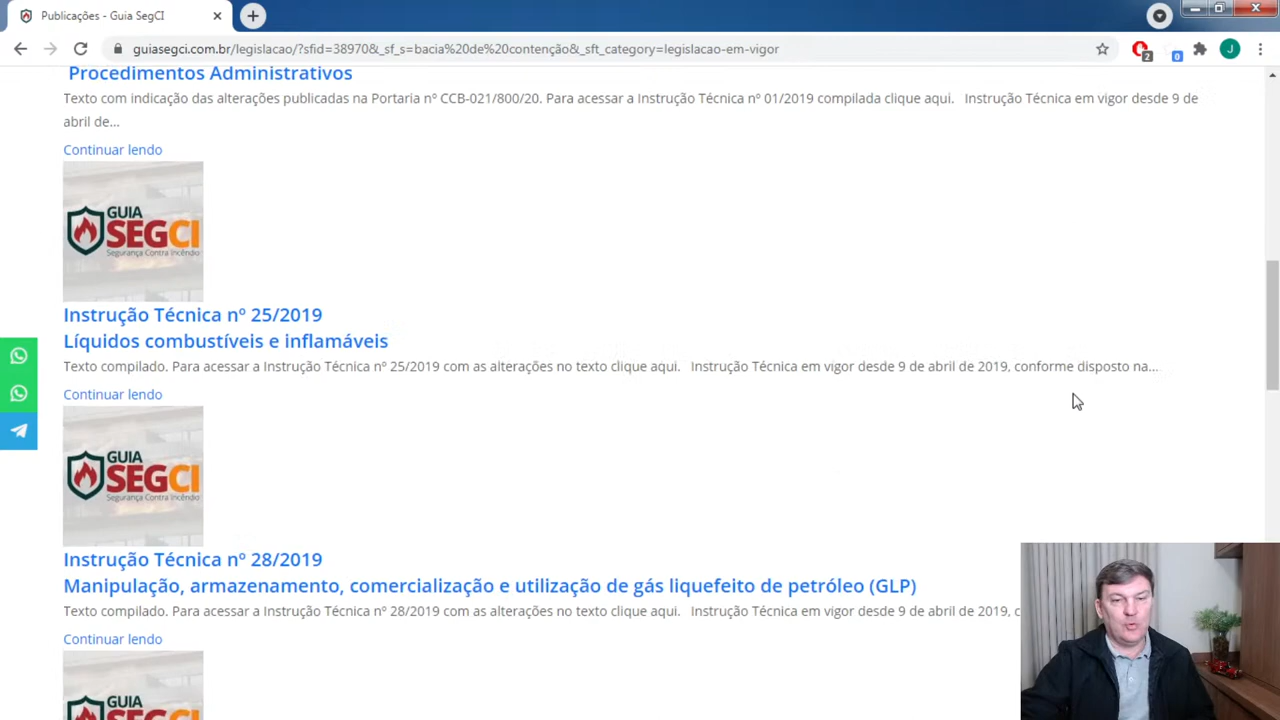 Publicações - Guia SegCI
guiasegci.com.br/legislacao/?sfid=38970&_sf_s=bacia%20de%20contenção&_sft_category=legislacao-em-vigor
2
0
J
Procedimentos Administrativos
Texto com indicação das alterações publicadas na Portaria nº CCB-021/800/20. Para acessar a Instrução Técnica nº 01/2019 compilada clique aqui. Instrução Técnica em vigor desde 9 de
abril de...
Continuar lendo
GUIA
SEGCI
Segurança Contra Incêndio
Instrução Técnica nº 25/2019
Líquidos combustíveis e inflamáveis
Texto compilado. Para acessar a Instrução Técnica nº 25/2019 com as alterações no texto clique aqui. Instrução Técnica em vigor desde 9 de abril de 2019, conforme disposto na...
Continuar lendo
GUIA
SEGCI
Segurança Contra Incêndio
Instrução Técnica nº 28/2019
Manipulação, armazenamento, comercialização e utilização de gás liquefeito de petróleo (GLP)
Texto compilado. Para acessar a Instrução Técnica nº 28/2019 com as alterações no texto clique aqui. Instrução Técnica em vigor desde 9 de abril de 2019, c
Continuar lendo
GUIA
SEGCI